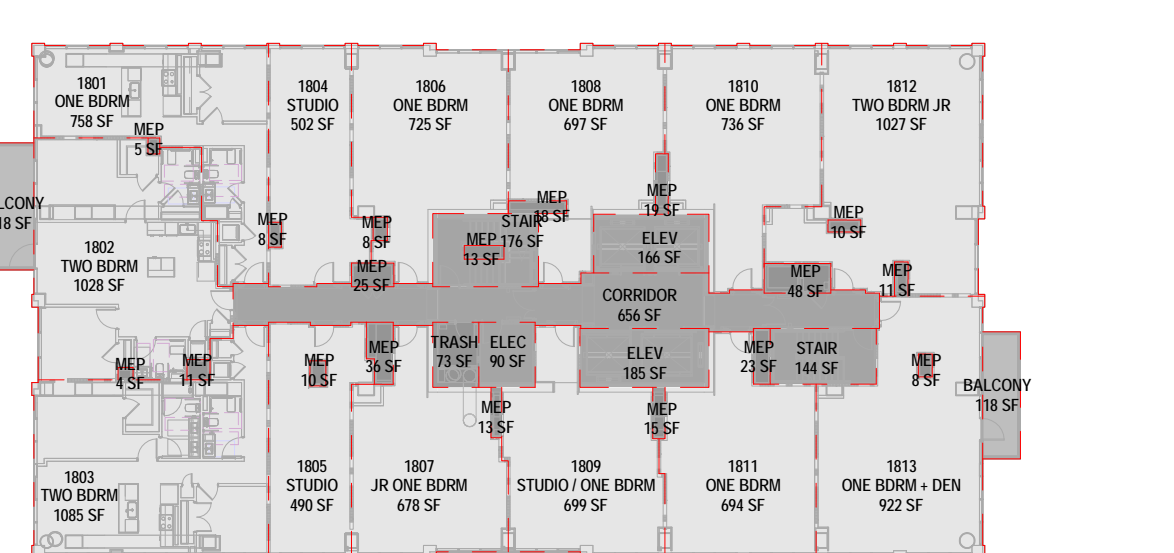 1801
ONE BDRM
758 SF
1804
STUDIO
502 SF
1806
ONE BDRM
725 SF
1808
ONE BDRM
697 SF
1810
ONE BDRM
736 SF
1812
TWO BDRM JR
1027 SF
MEP
5 SF
LCONY
18 SF
MEP
8 SF
MEP
8 SF
MEP
18 SF
STAIR
176 SF
MEP
19 SF
MEP
10 SF
1802
TWO BDRM
1028 SF
MEP
25 SF
MEP
13 SF
ELEV
166 SF
MEP
48 SF
MEP
11 SF
CORRIDOR
656 SF
MEP
4 SF
MEP
11 SF
MEP
10 SF
MEP
36 SF
TRASH
73 SF
ELEC
90 SF
ELEV
185 SF
MEP
23 SF
STAIR
144 SF
MEP
8 SF
BALCONY
118 SF
MEP
13 SF
MEP
15 SF
1803
TWO BDRM
1085 SF
1805
STUDIO
490 SF
1807
JR ONE BDRM
678 SF
1809
STUDIO / ONE BDRM
699 SF
1811
ONE BDRM
694 SF
1813
ONE BDRM + DEN
922 SF